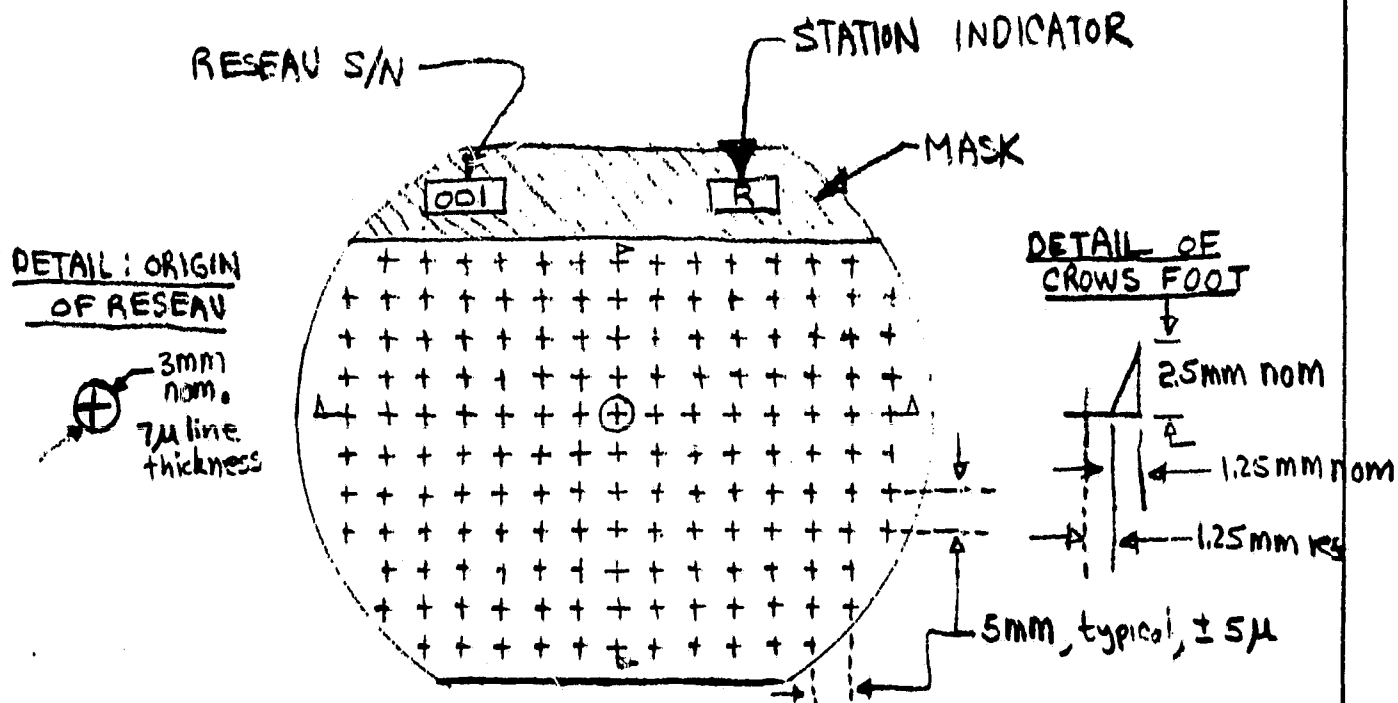 RESEAU S/N
STATION INDICATOR
MASK
001
R
DETAIL: ORIGIN
OF RESEAU
3mm
nom.
7µ line
thickness
DETAIL OF
CROWS FOOT
2.5mm nom
1.25mm nom
1.25mm
5mm, typical, ± 5µ